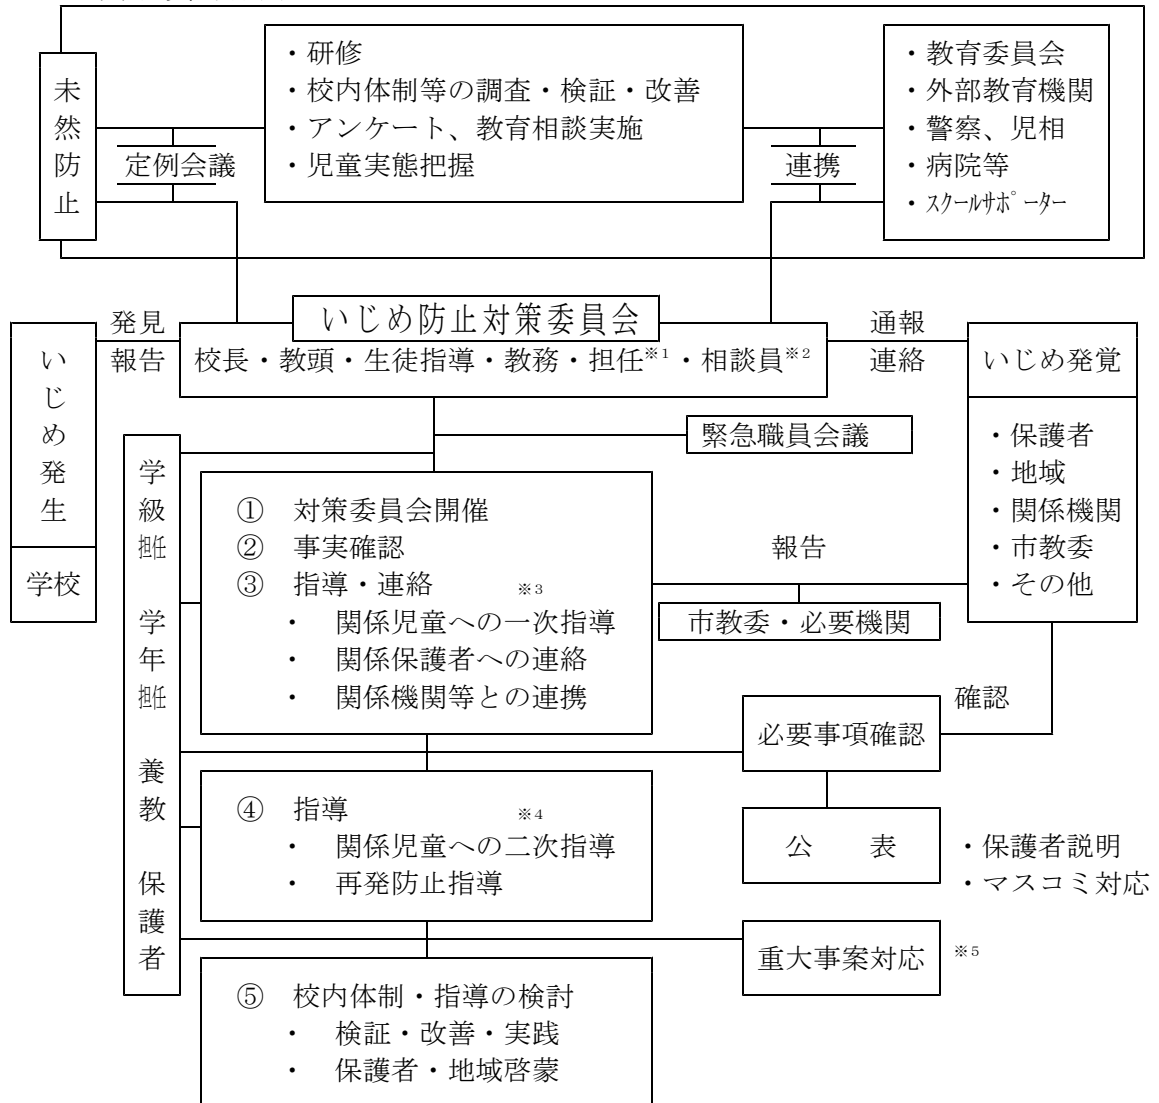 未然防止
・研修
・校内体制等の調査・検証・改善
・アンケート、教育相談実施
・児童実態把握
・教育委員会
・外部教育機関
・警察、児相
・病院等
・スクールサポーター
定例会議
連携
いじめ防止対策委員会
校長・教頭・生徒指導・教務・担任※1・相談員※2
発見
報告
通報
連絡
いじめ発生
学校
いじめ発覚
・保護者
・地域
・関係機関
・市教委
・その他
緊急職員会議
学級担任 学年担任 養教 保護者
① 対策委員会開催
② 事実確認
③ 指導・連絡 ※3
・ 関係児童への一次指導
・ 関係保護者への連絡
・ 関係機関等との連携
報告
市教委・必要機関
確認
必要事項確認
④ 指導 ※4
・ 関係児童への二次指導
・ 再発防止指導
公 表
・保護者説明
・マスコミ対応
重大事案対応 ※5
⑤ 校内体制・指導の検討
・ 検証・改善・実践
・ 保護者・地域啓蒙